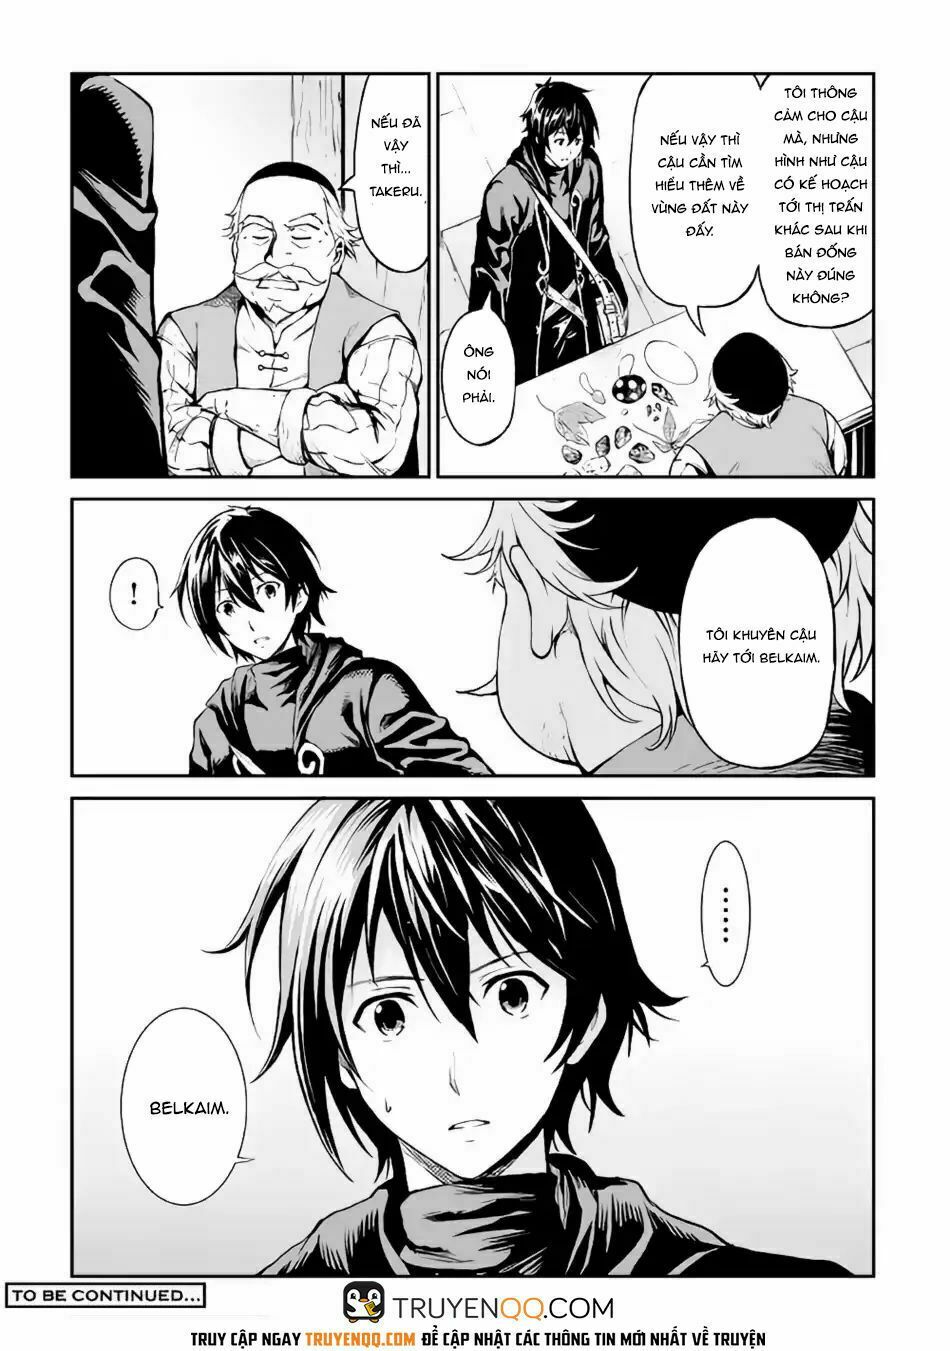 TÔI THÔNG
CẢM CHO CẬU
MÀ, NHƯNG
HÌNH NHƯ CẬU
CÓ KẾ HOẠCH
TỚI THỊ TRẤN
KHÁC SAU KHI
BÁN ĐỐNG
NÀY ĐÚNG
KHÔNG?
NẾU VẬY THÌ
CẬU CẦN TÌM
HIỂU THÊM VỀ
VÙNG ĐẤT NÀY
ĐẤY.
ÔNG
NÓI
PHẢI.
NẾU ĐÃ
VẬY
THÌ...
TAKERU.
TÔI KHUYÊN CẬU
HÃY TỚI BELKAIM.
!
......
BELKAIM.
TO BE CONTINUED...
TRUYENQQ.COM
TRUY CẬP NGAY TRUYENQQ.COM ĐỂ CẬP NHẬT CÁC THÔNG TIN MỚI NHẤT VỀ TRUYỆN